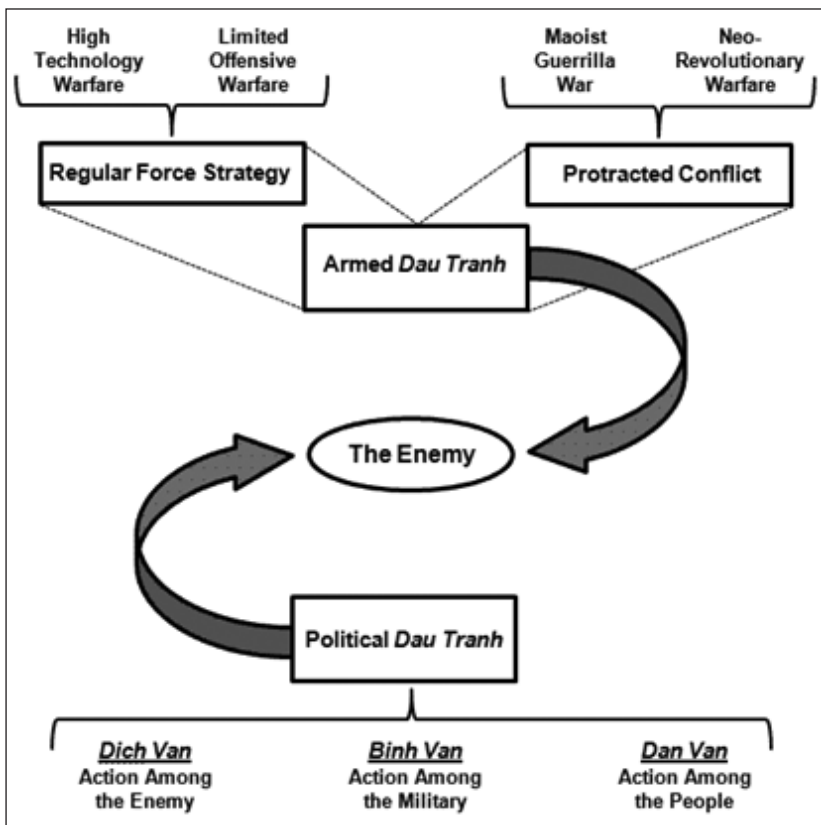 High
Technology
Warfare
Limited
Offensive
Warfare
Maoist
Guerrilla
War
Neo-
Revolutionary
Warfare
Regular Force Strategy
Protracted Conflict
Armed Dau Tranh
The Enemy
Political Dau Tranh
Dich Van
Action Among
the Enemy
Binh Van
Action Among
the Military
Dan Van
Action Among
the People